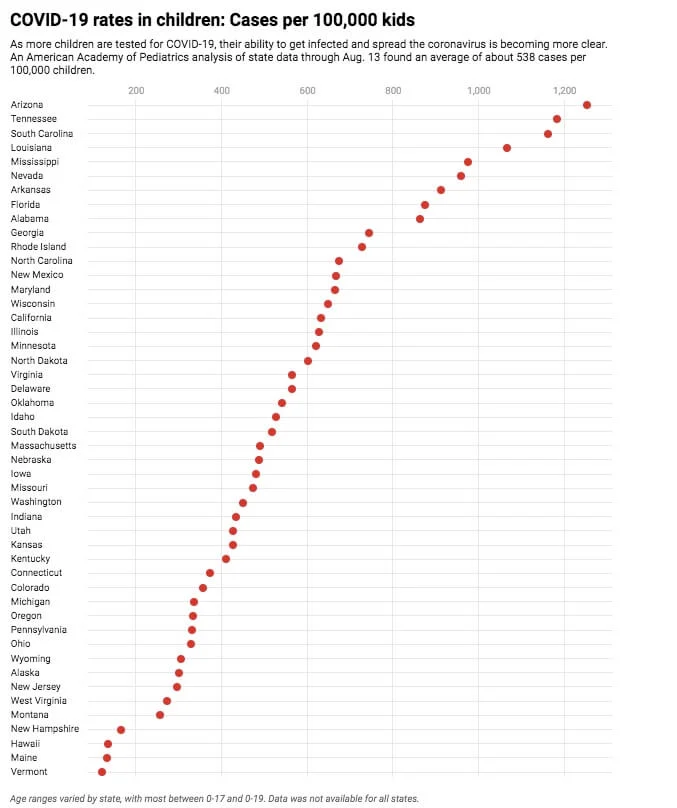 COVID-19 rates in children: Cases per 100,000 kids
As more children are tested for COVID-19, their ability to get infected and spread the coronavirus is becoming more clear.
An American Academy of Pediatrics analysis of state data through Aug. 13 found an average of about 538 cases per
100,000 children.
200 400 600 800 1,000 1,200
Arizona
Tennessee
South Carolina
Louisiana
Mississippi
Nevada
Arkansas
Florida
Alabama
Georgia
Rhode Island
North Carolina
New Mexico
Maryland
Wisconsin
California
Illinois
Minnesota
North Dakota
Virginia
Delaware
Oklahoma
Idaho
South Dakota
Massachusetts
Nebraska
Iowa
Missouri
Washington
Indiana
Utah
Kansas
Kentucky
Connecticut
Colorado
Michigan
Oregon
Pennsylvania
Ohio
Wyoming
Alaska
New Jersey
West Virginia
Montana
New Hampshire
Hawaii
Maine
Vermont
Age ranges varied by state, with most between 0-17 and 0-19. Data was not available for all states.